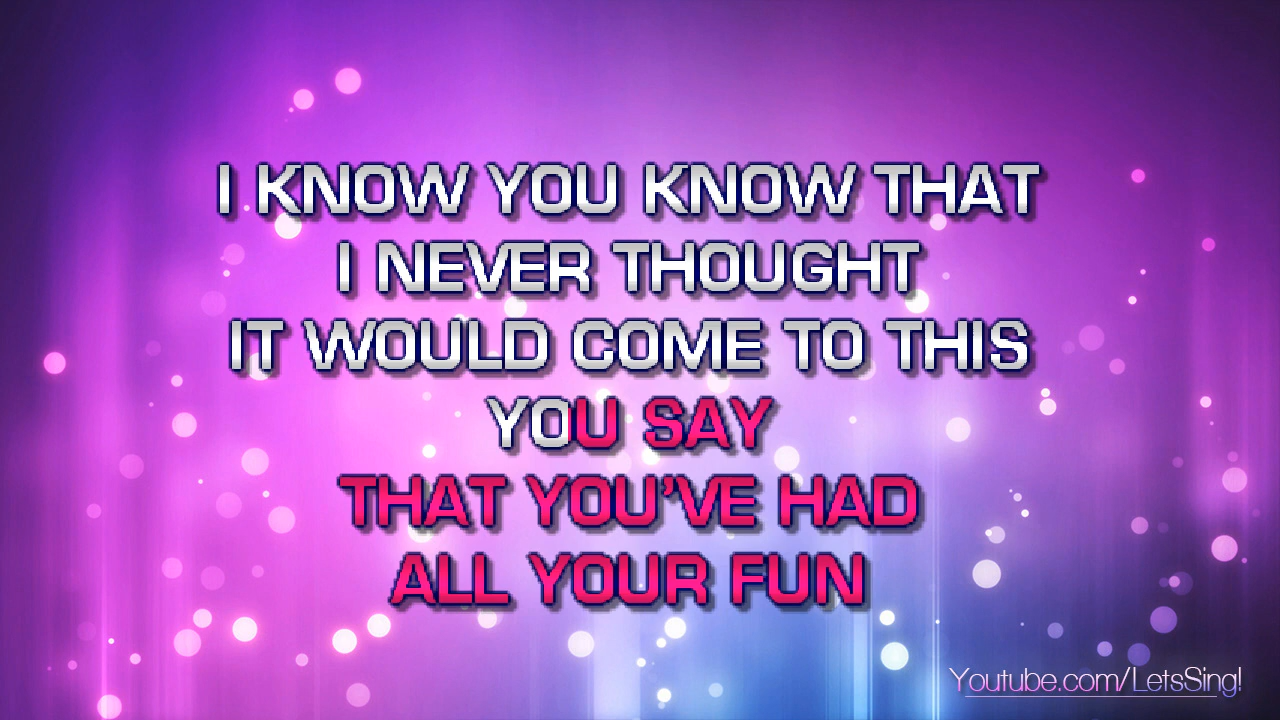 I KNOW YOU KNOW THAT
I NEVER THOUGHT
IT WOULD COME TO THIS
YOU SAY
THAT YOU'VE HAD
ALL YOUR FUN
Youtube.com/LetsSing!